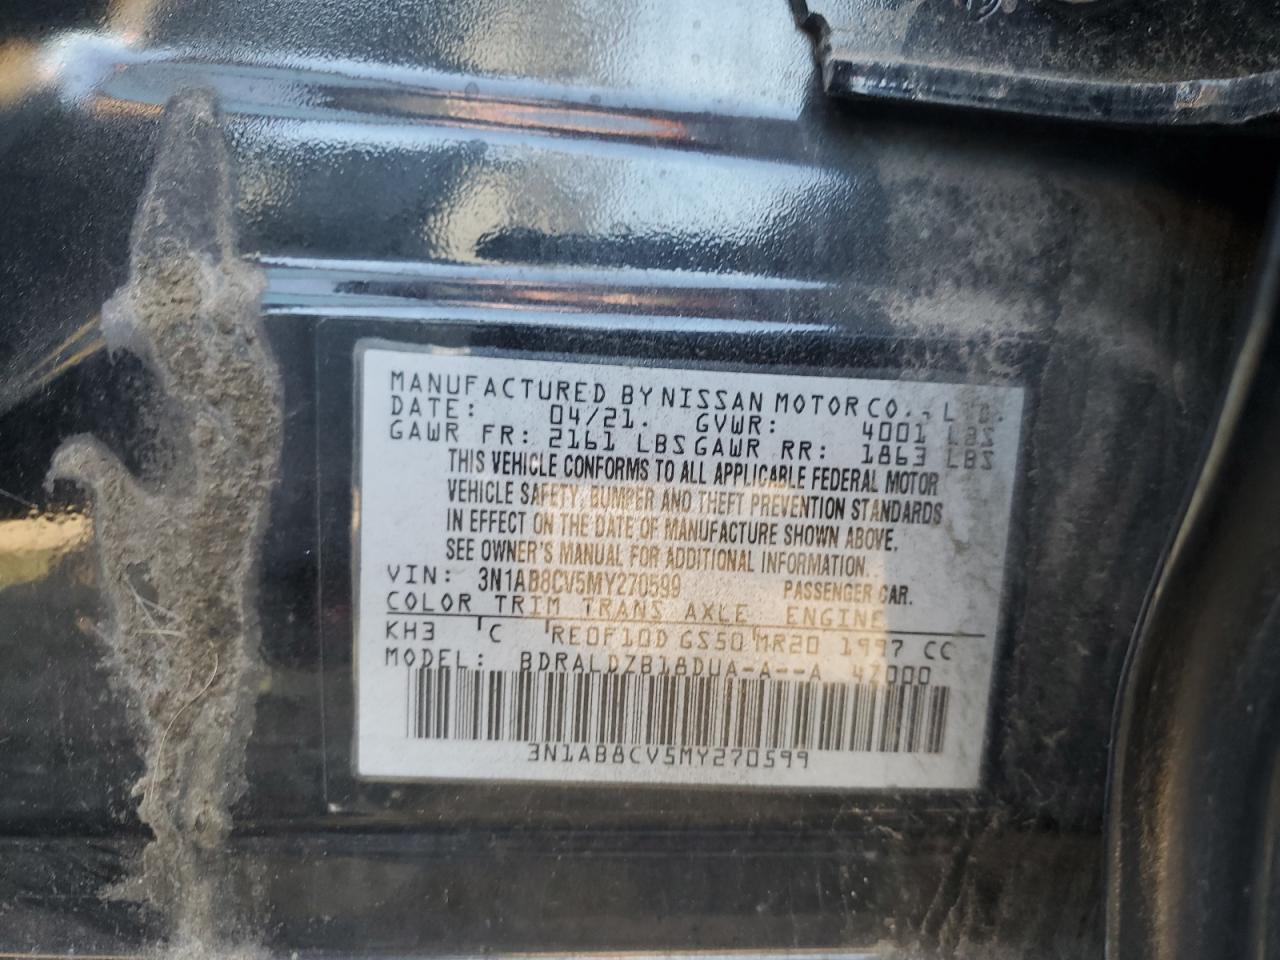 MANUFACTURED BY NISSAN MOTOR CO., LTD.
DATE: 04/21. GVWR: 4001 LBS
GAWR FR: 2161 LBS GAWR RR: 1863 LBS
THIS VEHICLE CONFORMS TO ALL APPLICABLE FEDERAL MOTOR
VEHICLE SAFETY, BUMPER AND THEFT PREVENTION STANDARDS
IN EFFECT ON THE DATE OF MANUFACTURE SHOWN ABOVE.
SEE OWNER'S MANUAL FOR ADDITIONAL INFORMATION.
VIN: 3N1AB8CV5MY270599 PASSENGER CAR.
COLOR TRIM TRANS AXLE ENGINE
KH3 C RE0F10D GS50 MR20 1997 CC
MODEL: BDRALDZB18DUA-A--A 47000
3N1AB8CV5MY270599